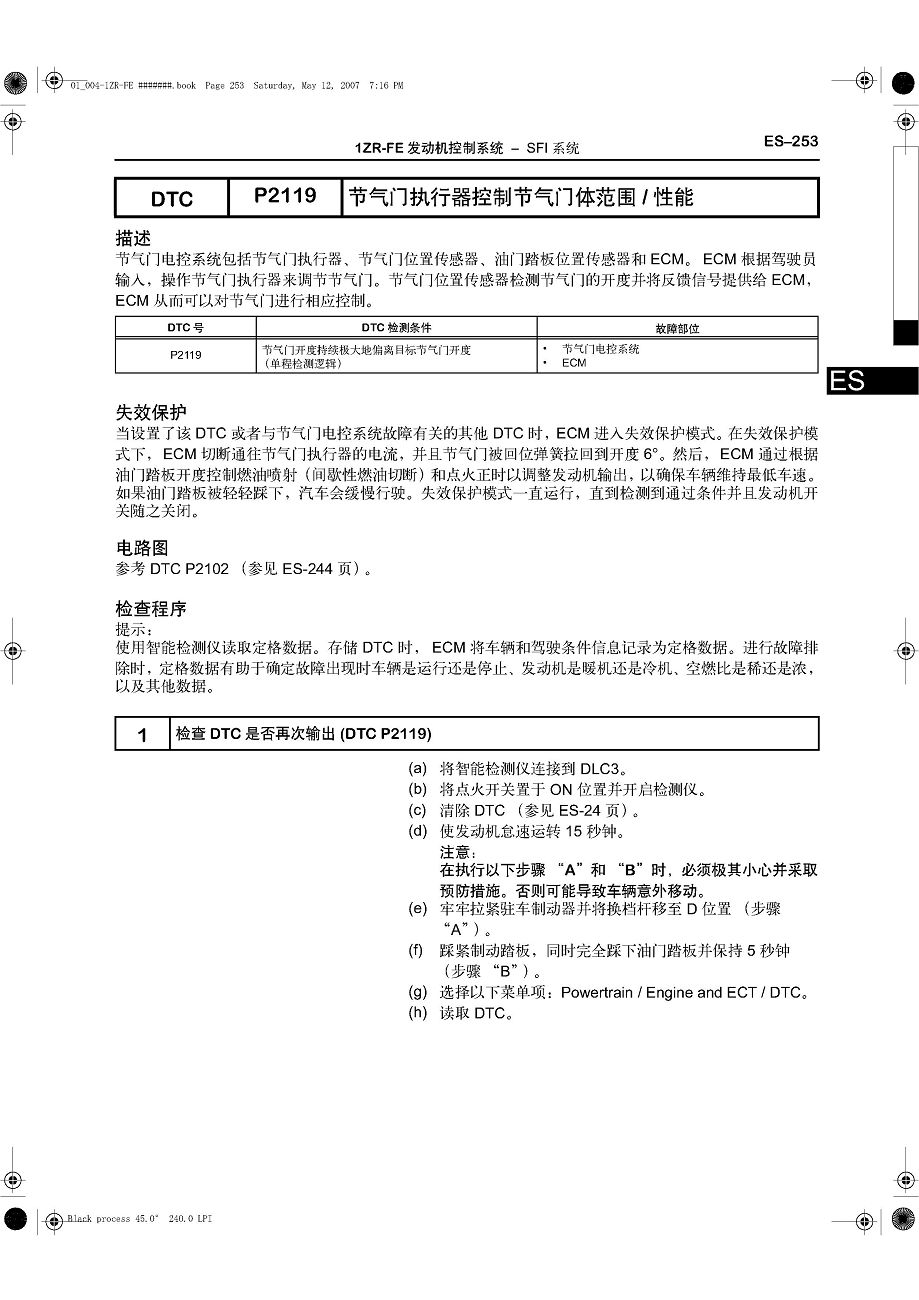 01_004-1ZR-FE #######.book Page 253 Saturday, May 12, 2007 7:16 PM
ES–253
1ZR-FE 发动机控制系统 – SFI 系统
DTC P2119 节气门执行器控制节气门体范围 / 性能
描述
节气门电控系统包括节气门执行器、节气门位置传感器、油门踏板位置传感器和 ECM。 ECM 根据驾驶员
输入，操作节气门执行器来调节节气门。节气门位置传感器检测节气门的开度并将反馈信号提供给 ECM，
ECM 从而可以对节气门进行相应控制。
DTC 号 DTC 检测条件 故障部位
P2119 节气门开度持续极大地偏离目标节气门开度 • 节气门电控系统
（单程检测逻辑） • ECM
ES
失效保护
当设置了该 DTC 或者与节气门电控系统故障有关的其他 DTC 时，ECM 进入失效保护模式。在失效保护模
式下， ECM 切断通往节气门执行器的电流，并且节气门被回位弹簧拉回到开度 6°。然后， ECM 通过根据
油门踏板开度控制燃油喷射（间歇性燃油切断）和点火正时以调整发动机输出，以确保车辆维持最低车速。
如果油门踏板被轻轻踩下，汽车会缓慢行驶。失效保护模式一直运行，直到检测到通过条件并且发动机开
关随之关闭。
电路图
参考 DTC P2102 （参见 ES-244 页）。
检查程序
提示：
使用智能检测仪读取定格数据。存储 DTC 时， ECM 将车辆和驾驶条件信息记录为定格数据。进行故障排
除时，定格数据有助于确定故障出现时车辆是运行还是停止、发动机是暖机还是冷机、空燃比是稀还是浓，
以及其他数据。
1 检查 DTC 是否再次输出 (DTC P2119)
(a) 将智能检测仪连接到 DLC3。
(b) 将点火开关置于 ON 位置并开启检测仪。
(c) 清除 DTC （参见 ES-24 页）。
(d) 使发动机怠速运转 15 秒钟。
注意：
在执行以下步骤 “A”和 “B”时，必须极其小心并采取
预防措施。否则可能导致车辆意外移动。
(e) 牢牢拉紧驻车制动器并将换档杆移至 D 位置 （步骤
“A”）。
(f) 踩紧制动踏板，同时完全踩下油门踏板并保持 5 秒钟
（步骤 “B”）。
(g) 选择以下菜单项：Powertrain / Engine and ECT / DTC。
(h) 读取 DTC。
Black process 45.0° 240.0 LPI